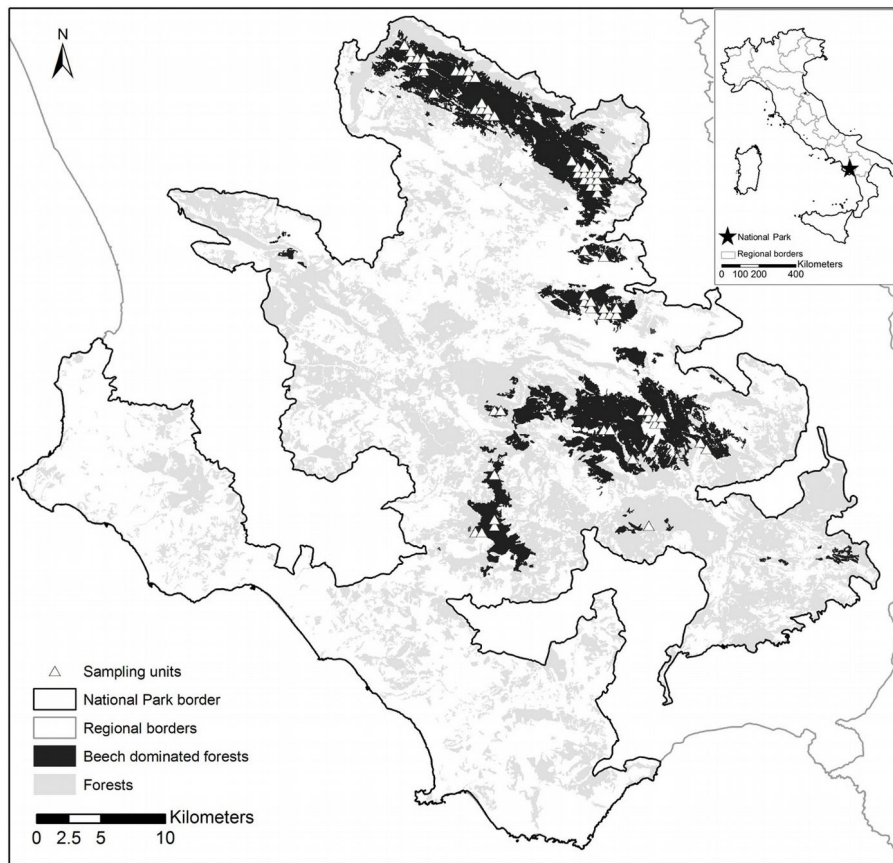 N
National Park
Regional borders
Kilometers
0 100 200 400
Sampling units
National Park border
Regional borders
Beech dominated forests
Forests
Kilometers
0 2.5 5 10